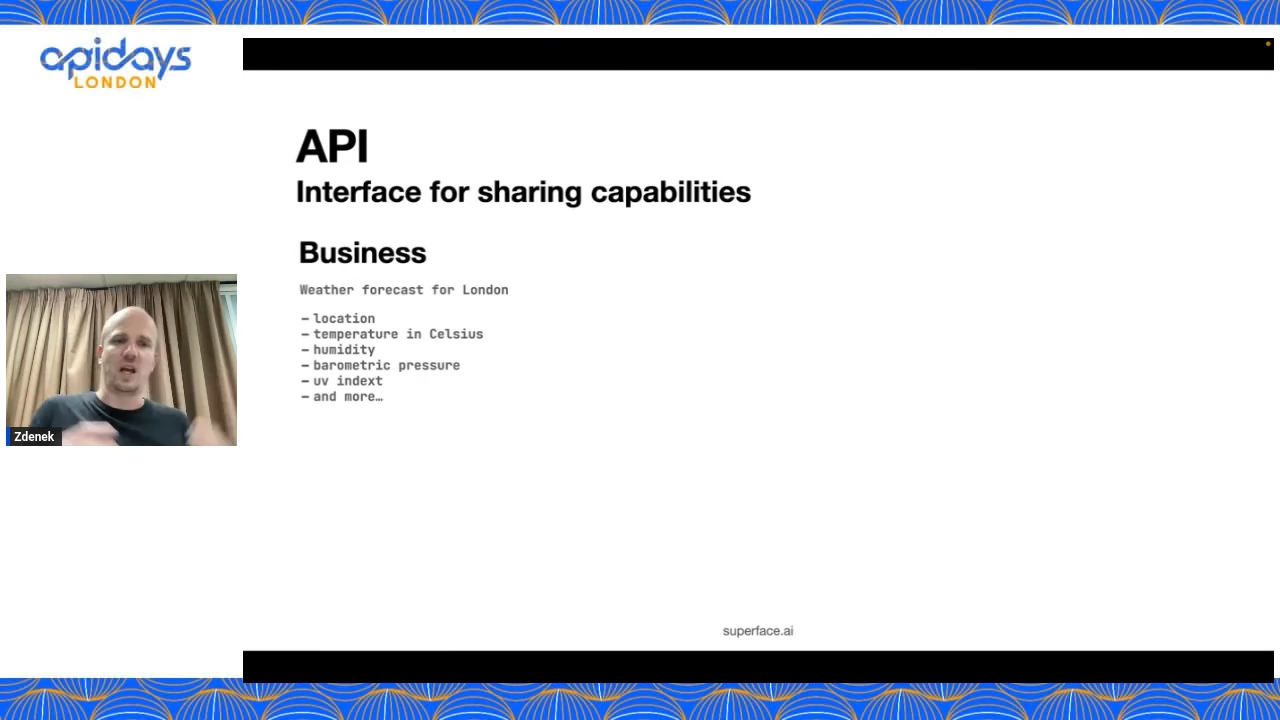 apidays
LONDON
API
Interface for sharing capabilities
Business
Weather forecast for London
– location
– temperature in Celsius
– humidity
– barometric pressure
– uv indext
– and more…
Zdenek
superface.ai